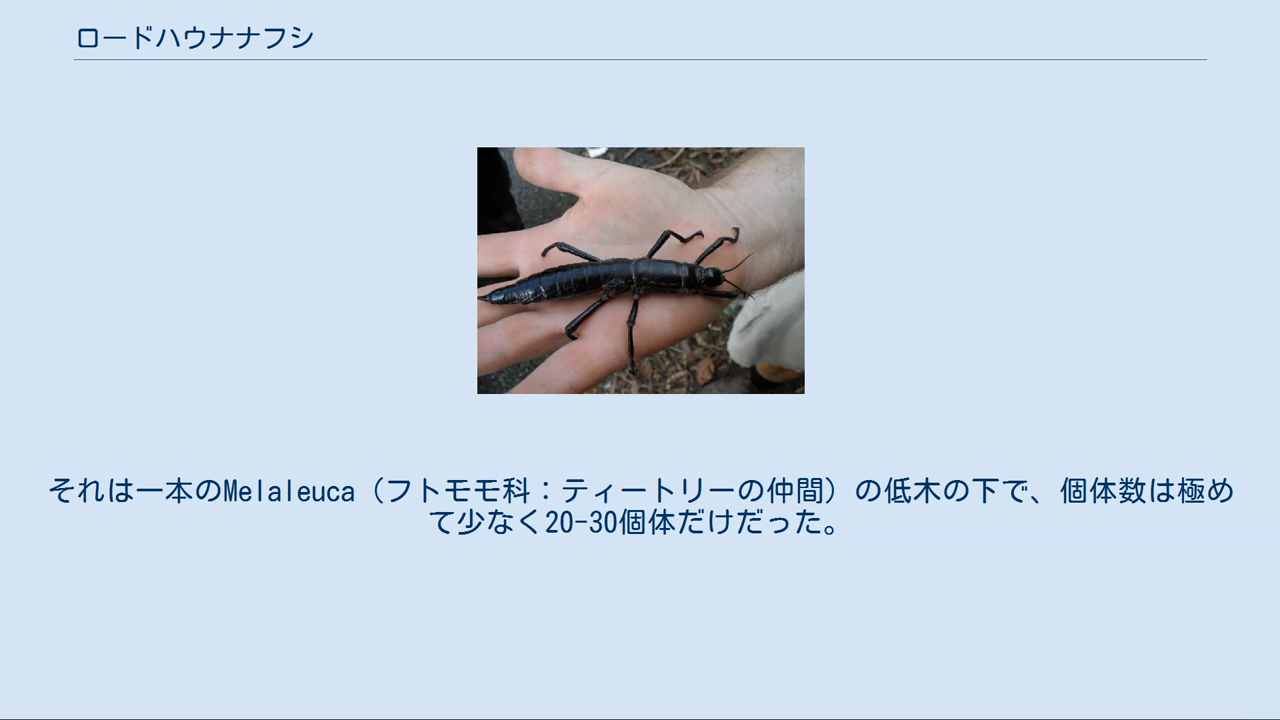 ロードハウナナフシ
それは一本のMelaleuca（フトモモ科：ティートリーの仲間）の低木の下で、個体数は極め
て少なく20-30個体だけだった。